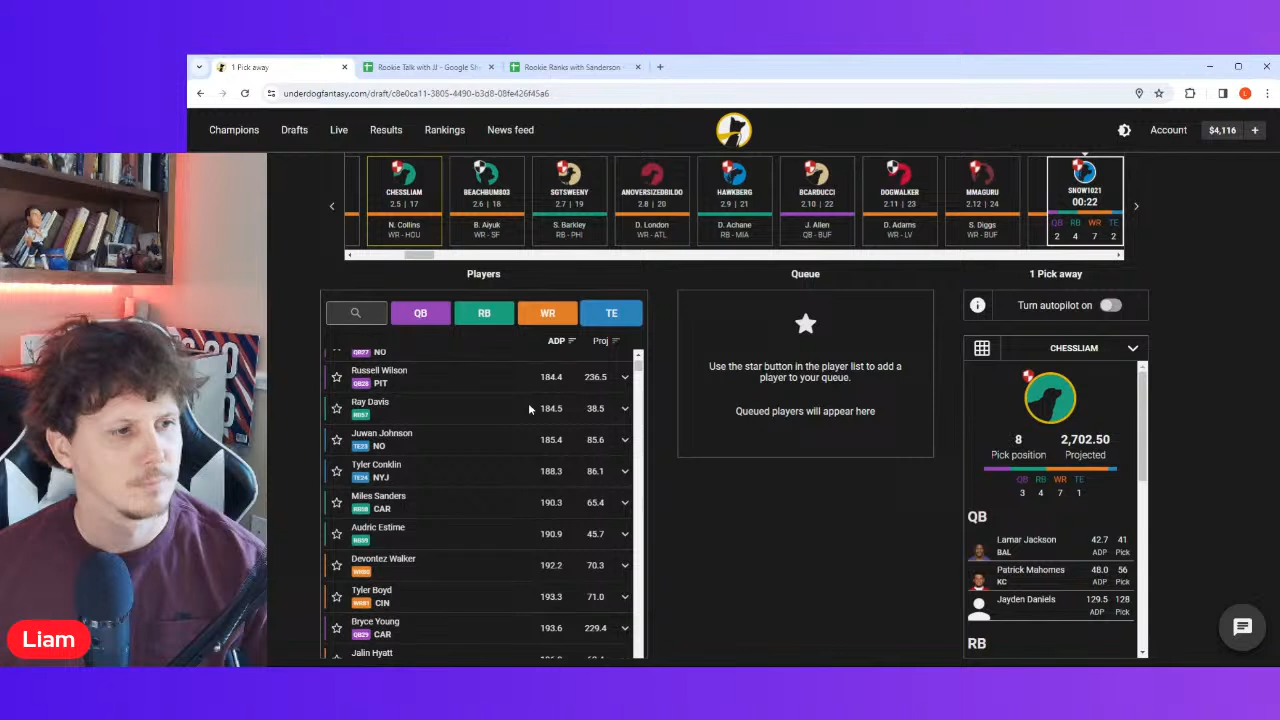 1 Pick away
Rookie Talk with JJ - Google Sh
Rookie Ranks with Sanderson -
underdogfantasy.com/draft/c8e0ca11-3805-4490-b3d8-08fe426f45a6
Champions Drafts Live Results Rankings News feed
Account $4,116 +
CHESSLIAM
2.5 | 17
N. Collins
WR - HOU
BEACHBUM803
2.6 | 18
B. Aiyuk
WR - SF
SGTSWEENY
2.7 | 19
S. Barkley
RB - PHI
ANOVERSIZEDBILDO
2.8 | 20
D. London
WR - ATL
HAWKBERG
2.9 | 21
D. Achane
RB - MIA
BCARDUCCI
2.10 | 22
J. Allen
QB - BUF
DOGWALKER
2.11 | 23
D. Adams
WR - LV
MMAGURU
2.12 | 24
S. Diggs
WR - BUF
SNOW1021
00:22
QB RB WR TE
2 4 7 2
Players
QB RB WR TE
ADP Proj
QB27 NO
Russell Wilson
QB28 PIT
184.4 236.5
Ray Davis
RB57
184.5 38.5
Juwan Johnson
TE23 NO
185.4 85.6
Tyler Conklin
TE24 NYJ
188.3 86.1
Miles Sanders
RB58 CAR
190.3 65.4
Audric Estime
RB59
190.9 45.7
Devontez Walker
192.2 70.3
Tyler Boyd
CIN
193.3 71.0
Bryce Young
QB29 CAR
193.6 229.4
Jalin Hyatt
Queue
Use the star button in the player list to add a
player to your queue.
Queued players will appear here
1 Pick away
Turn autopilot on
CHESSLIAM
8
Pick position
2,702.50
Projected
QB RB WR TE
3 4 7 1
QB
Lamar Jackson
BAL
42.7 41
ADP Pick
Patrick Mahomes
KC
48.0 56
ADP Pick
Jayden Daniels
129.5 128
ADP Pick
RB
Liam